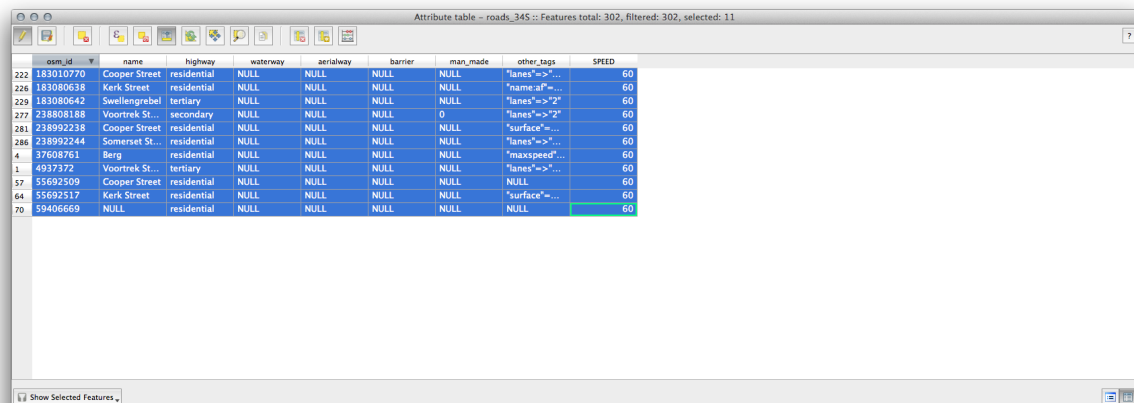 Attribute table – roads_34S :: Features total: 302, filtered: 302, selected: 11
?
osm_id name highway waterway aerialway barrier man_made other_tags SPEED
222 183010770 Cooper Street residential NULL NULL NULL NULL "lanes"=>"... 60
226 183080638 Kerk Street residential NULL NULL NULL NULL "name:af"=... 60
229 183080642 Swellengrebel tertiary NULL NULL NULL NULL "lanes"=>"2" 60
277 238808188 Voortrek St... secondary NULL NULL NULL 0 "lanes"=>"2" 60
281 238992238 Cooper Street residential NULL NULL NULL NULL "surface"=... 60
286 238992244 Somerset St... residential NULL NULL NULL NULL "lanes"=>"... 60
4 37608761 Berg residential NULL NULL NULL NULL "maxspeed"... 60
1 4937372 Voortrek St... tertiary NULL NULL NULL NULL "lanes"=>"... 60
57 55692509 Cooper Street residential NULL NULL NULL NULL NULL 60
64 55692517 Kerk Street residential NULL NULL NULL NULL "surface"=... 60
70 59406669 NULL residential NULL NULL NULL NULL NULL 60
Show Selected Features